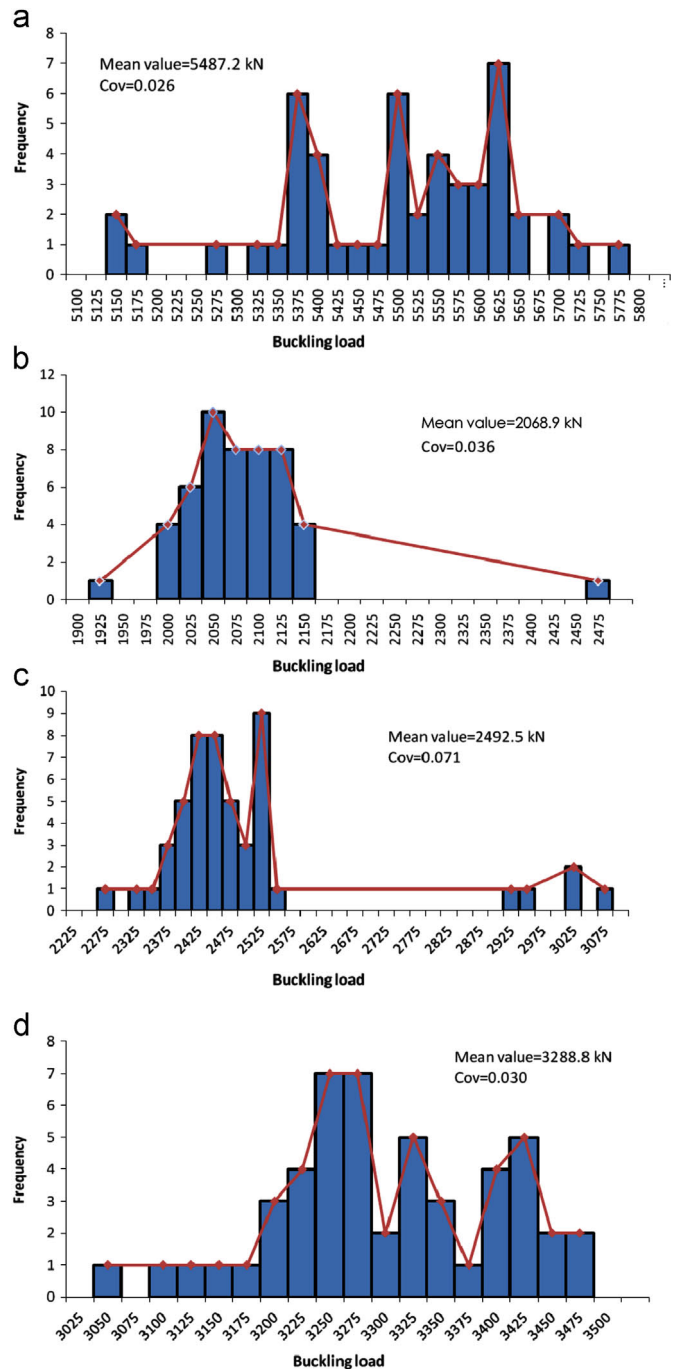 a
8
7
6
5
4
3
2
1
0
Frequency
Mean value=5487.2 kN
Cov=0.026
5100 5125 5150 5175 5200 5225 5250 5275 5300 5325 5350 5375 5400 5425 5450 5475 5500 5525 5550 5575 5600 5625 5650 5675 5700 5725 5750 5775 5800 ...
Buckling load
b
12
10
8
6
4
2
0
Frequency
Mean value=2068.9 kN
Cov=0.036
1900 1925 1950 1975 2000 2025 2050 2075 2100 2125 2150 2175 2200 2225 2250 2275 2300 2325 2350 2375 2400 2425 2450 2475
Buckling load
c
10
9
8
7
6
5
4
3
2
1
0
Frequency
Mean value=2492.5 kN
Cov=0.071
2225 2275 2325 2375 2425 2475 2525 2575 2625 2675 2725 2775 2825 2875 2925 2975 3025 3075
Buckling load
d
8
7
6
5
4
3
2
1
0
Frequency
Mean value=3288.8 kN
Cov=0.030
3025 3050 3075 3100 3125 3150 3175 3200 3225 3250 3275 3300 3325 3350 3375 3400 3425 3450 3475 3500
Buckling load